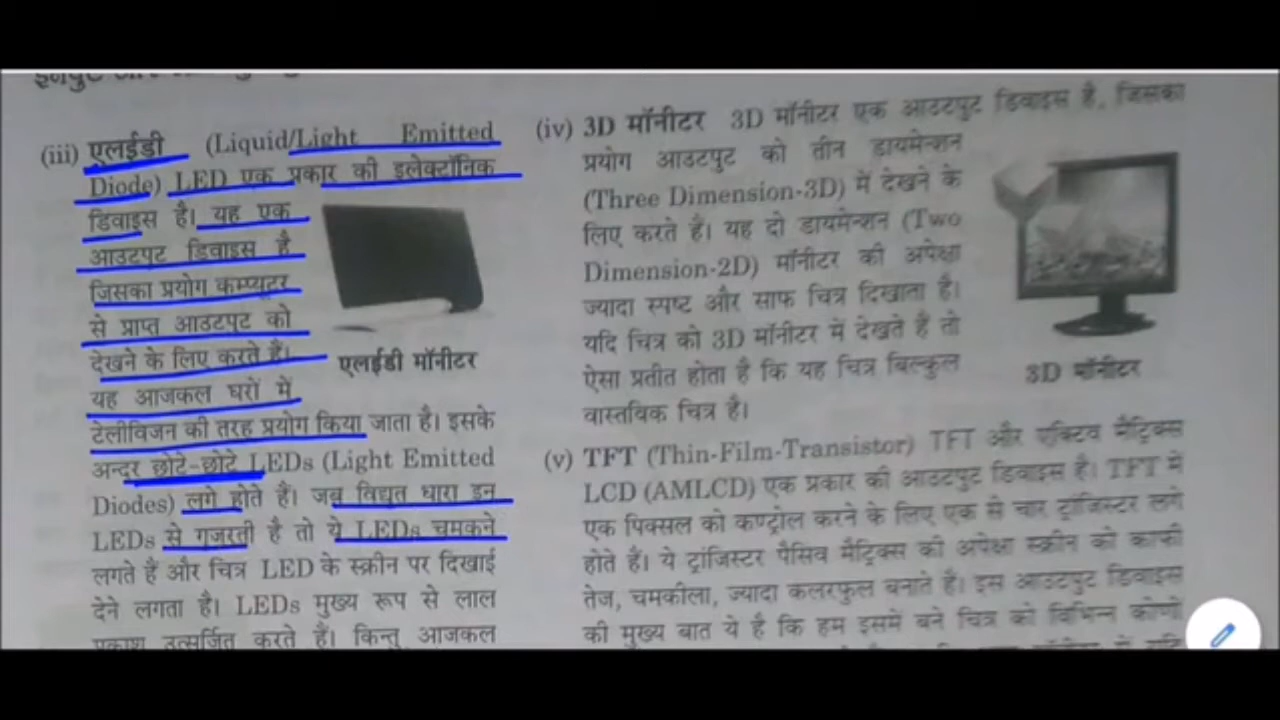 (iii) एलईडी (Liquid/Light Emitted
Diode) LED एक प्रकार की इलेक्ट्रॉनिक
डिवाइस है। यह एक
आउटपुट डिवाइस है
जिसका प्रयोग कम्प्यूटर
से प्राप्त आउटपुट को
देखने के लिए करते हैं।
यह आजकल घरों में
टेलीविजन की तरह प्रयोग किया जाता है। इसके
अन्दर छोटे-छोटे LEDs (Light Emitted
Diodes) लगे होते हैं। जब विद्युत धारा इन
LEDs से गुजरती है तो ये LEDs चमकने
लगते हैं और चित्र LED के स्क्रीन पर दिखाई
देने लगता है। LEDs मुख्य रूप से लाल
प्रकाश उत्सर्जित करते हैं। किन्तु आजकल
एलईडी मॉनीटर
(iv) 3D मॉनीटर 3D मॉनीटर एक आउटपुट डिवाइस है, जिसका
प्रयोग आउटपुट को तीन डायमेन्शन
(Three Dimension-3D) में देखने के
लिए करते हैं। यह दो डायमेन्शन (Two
Dimension-2D) मॉनीटर की अपेक्षा
ज्यादा स्पष्ट और साफ चित्र दिखाता है।
यदि चित्र को 3D मॉनीटर में देखते हैं तो
ऐसा प्रतीत होता है कि यह चित्र बिल्कुल
वास्तविक चित्र है।
3D मॉनीटर
(v) TFT (Thin-Film-Transistor) TFT और एक्टिव मैट्रिक्स
LCD (AMLCD) एक प्रकार की आउटपुट डिवाइस है। TFT में
एक पिक्सल को कण्ट्रोल करने के लिए एक से चार ट्रांजिस्टर लगे
होते हैं। ये ट्रांजिस्टर पैसिव मैट्रिक्स की अपेक्षा स्क्रीन को काफी
तेज, चमकीला, ज्यादा कलरफुल बनाते हैं। इस आउटपुट डिवाइस
की मुख्य बात ये है कि हम इसमें बने चित्र को विभिन्न कोणों